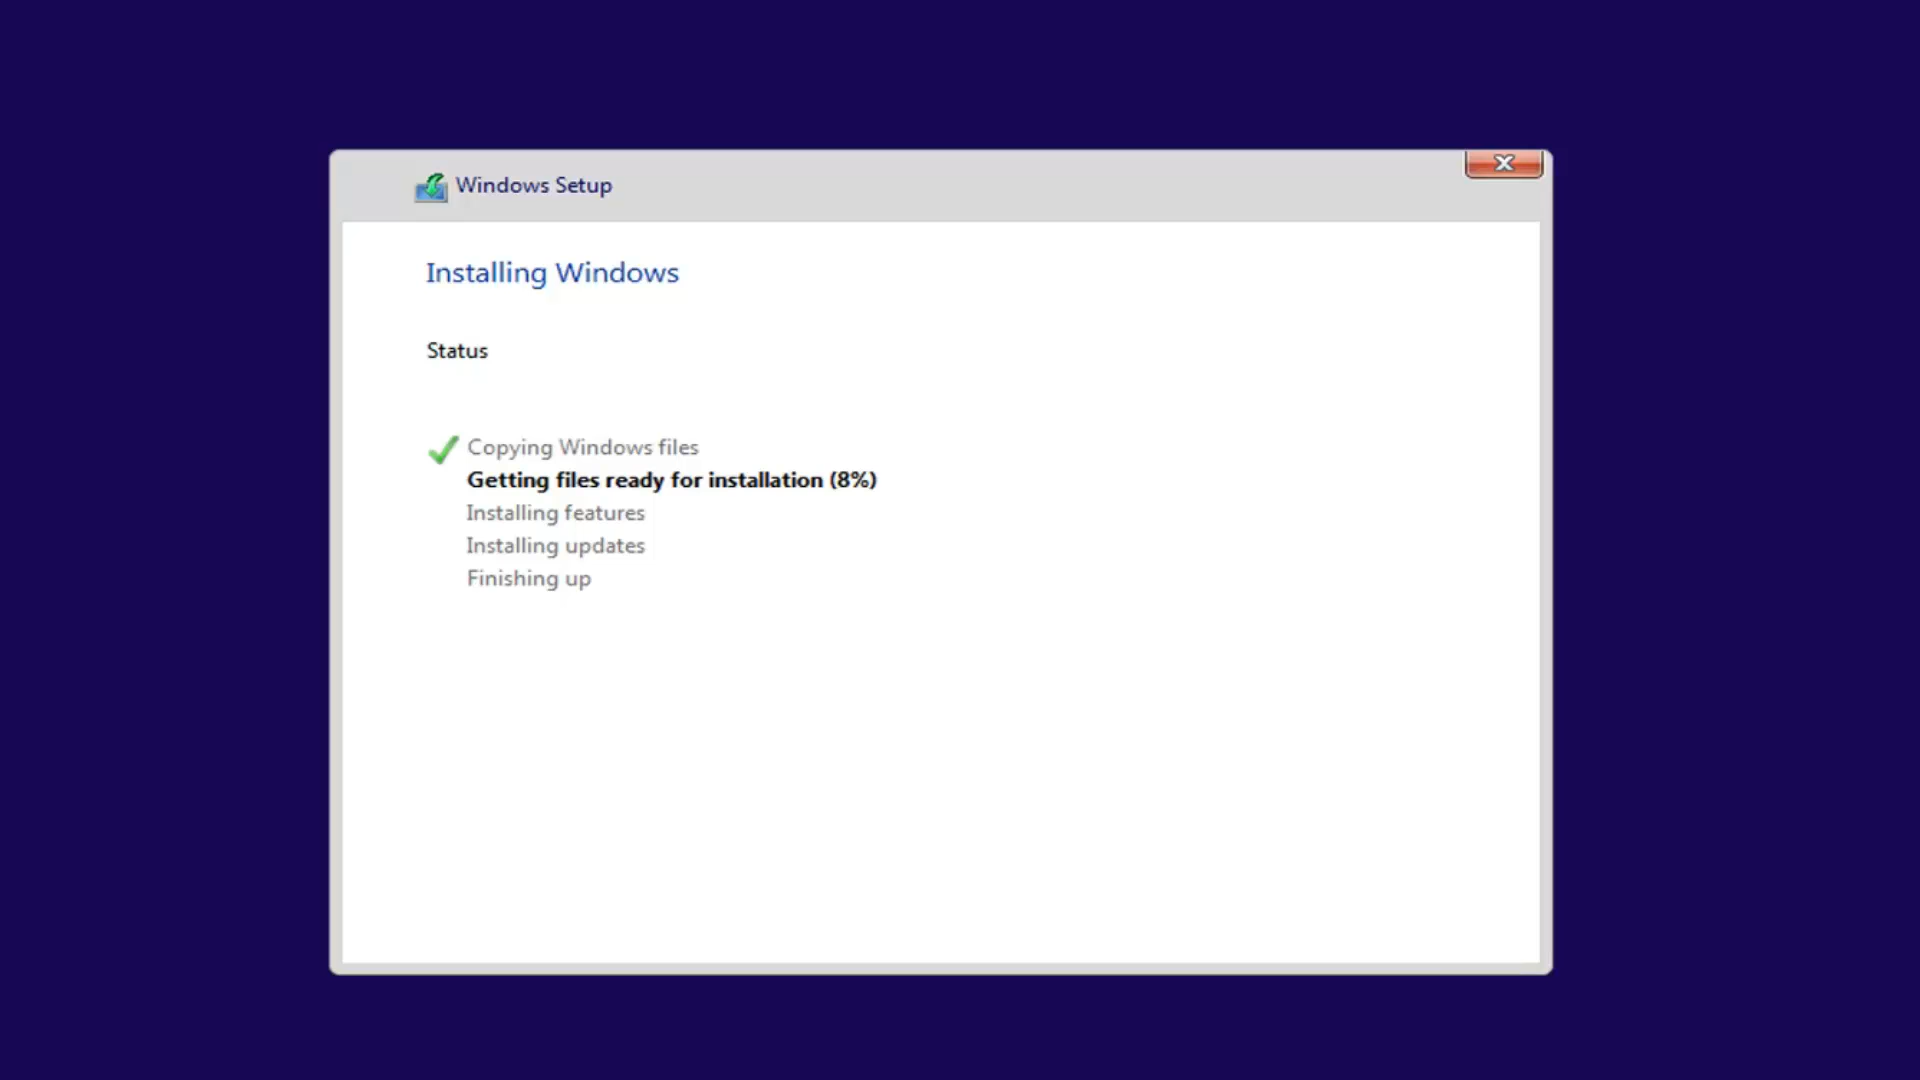 Windows Setup
Installing Windows
Status
Copying Windows files
Getting files ready for installation (8%)
Installing features
Installing updates
Finishing up